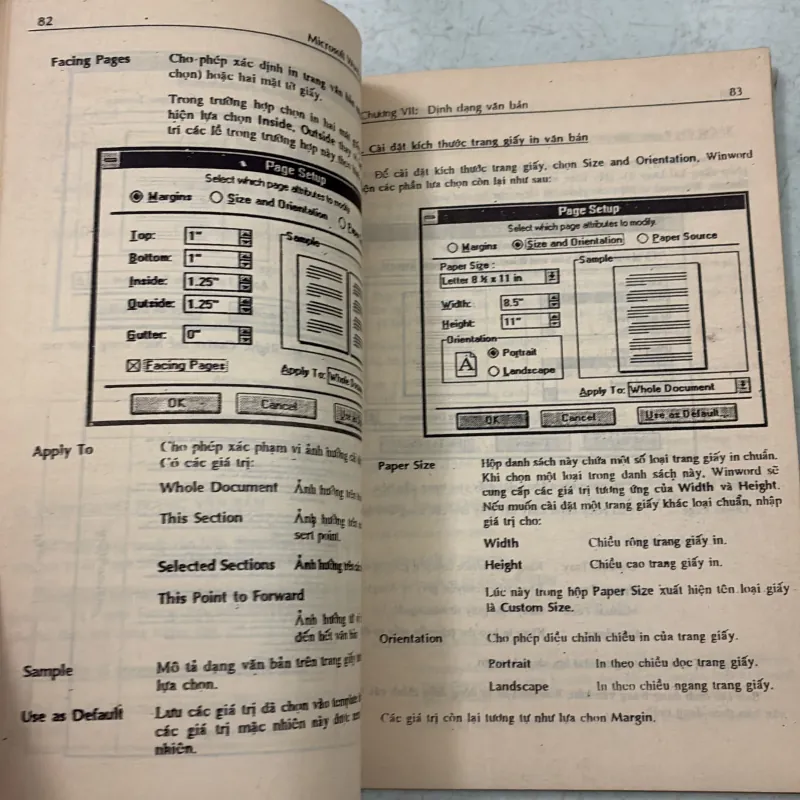 82
Microsoft
Facing Pages Cho phép xác định in trang văn
chọn) hoặc hai mặt tờ giấy.
Trong trường hợp chọn in hai mặt
hiện lựa chọn Inside, Outside thay
trí các lề trong trường hợp này
Page Setup
Select which page attributes to modify.
Margins Size and Orientation
Top: 1"
Bottom: 1"
Inside: 1.25"
Outside: 1.25"
Gutter: 0"
Facing Pages
Sample
Apply To: Whole
OK Cancel
Apply To Cho phép xác phạm vi ảnh hưởng
Có các giá trị:
Whole Document Ảnh hưởng
This Section Ảnh hưởng
sert point.
Selected Sections Ảnh hưởng
This Point to Forward
Ảnh hưởng từ
đến hết văn bản
Sample Mô tả dạng văn bản trên trang giấy
lựa chọn.
Use as Default Lưu các giá trị đã chọn vào template
các giá trị mặc nhiên này được
nhiên.
Chương VII: Định dạng văn bản 83
Cài đặt kích thước trang giấy in văn bản
Để cài đặt kích thước trang giấy, chọn Size and Orientation, Winword
các phần lựa chọn còn lại như sau:
Page Setup
Select which page attributes to modify.
Margins Size and Orientation Paper Source
Paper Size :
Letter 8 ½ x 11 in
Width: 8.5"
Height: 11"
Orientation
A
Portrait
Landscape
Sample
Apply To: Whole Document
OK Cancel Use as Default...
Paper Size Hộp danh sách này chứa một số loại trang giấy in chuẩn.
Khi chọn một loại trong danh sách này, Winword sẽ
cung cấp các giá trị tương ứng của Width và Height.
Nếu muốn cài đặt một trang giấy khác loại chuẩn, nhập
giá trị cho:
Width Chiều rộng trang giấy in.
Height Chiều cao trang giấy in.
Lúc này trong hộp Paper Size xuất hiện tên loại giấy
là Custom Size.
Orientation Cho phép điều chỉnh chiều in của trang giấy.
Portrait In theo chiều dọc trang giấy.
Landscape In theo chiều ngang trang giấy.
Các giá trị còn lại tương tự như lựa chọn Margin.